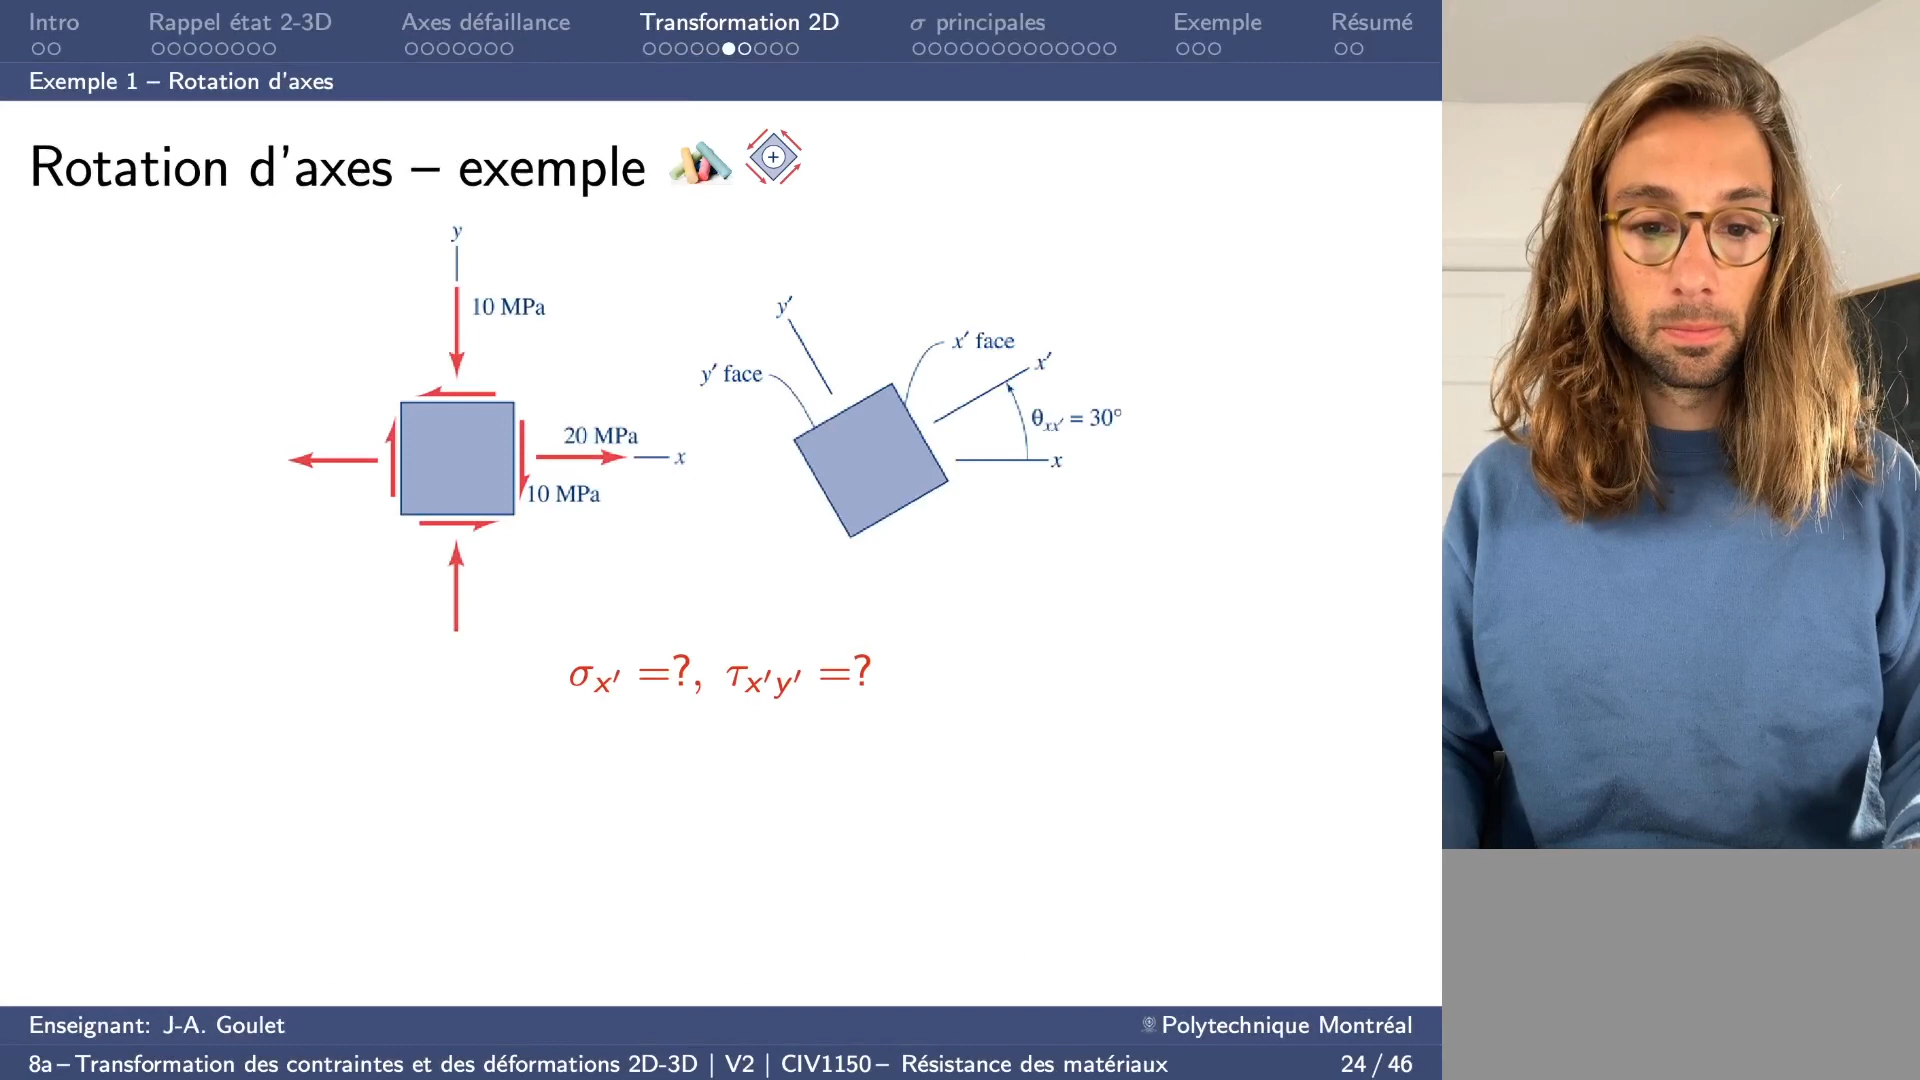 Intro Rappel état 2-3D Axes défaillance Transformation 2D σ principales Exemple Résumé
Exemple 1 – Rotation d'axes
Rotation d'axes – exemple
+
y
10 MPa
20 MPa
x
10 MPa
y′
x′ face
x′
y′ face
θxx′ = 30°
x
σx′ =?, τx′y′ =?
Enseignant: J-A. Goulet Polytechnique Montréal
8a – Transformation des contraintes et des déformations 2D-3D | V2 | CIV1150 – Résistance des matériaux 24 / 46